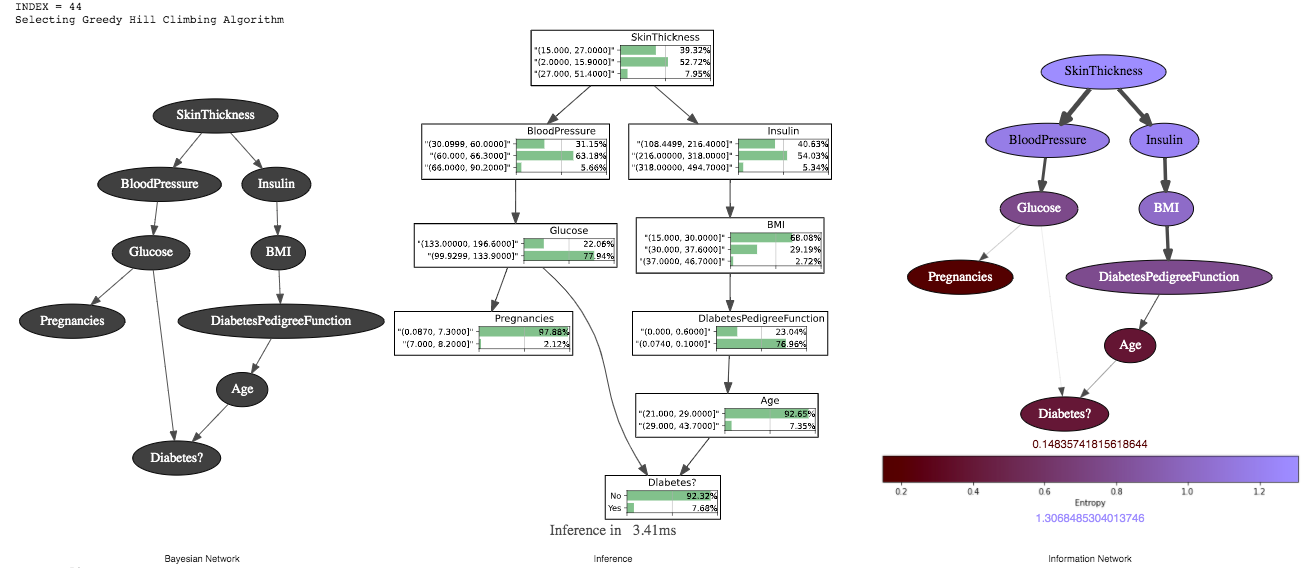 INDEX = 44
Selecting Greedy Hill Climbing Algorithm
SkinThickness
BloodPressure
Insulin
Glucose
BMI
Pregnancies
DiabetesPedigreeFunction
Age
Diabetes?
Bayesian Network
SkinThickness
"(15.000, 27.0000]" 39.32%
"(2.0000, 15.9000]" 52.72%
"(27.000, 51.4000]" 7.95%
BloodPressure
"(30.0999, 60.0000]" 31.15%
"(60.000, 66.3000]" 63.18%
"(66.0000, 90.2000]" 5.66%
Insulin
"(108.4499, 216.4000]" 40.63%
"(216.00000, 318.0000]" 54.03%
"(318.00000, 494.7000]" 5.34%
Glucose
"(133.00000, 196.6000]" 22.06%
"(99.9299, 133.9000]" 77.94%
BMI
"(15.000, 30.0000]" 68.08%
"(30.000, 37.6000]" 29.19%
"(37.0000, 46.7000]" 2.72%
Pregnancies
"(0.0870, 7.3000]" 97.88%
"(7.000, 8.2000]" 2.12%
DiabetesPedigreeFunction
"(0.000, 0.6000]" 23.04%
"(0.0740, 0.1000]" 76.96%
Age
"(21.000, 29.0000]" 92.65%
"(29.000, 43.7000]" 7.35%
Diabetes?
No 92.32%
Yes 7.68%
Inference in 3.41ms
Inference
SkinThickness
BloodPressure
Insulin
Glucose
BMI
Pregnancies
DiabetesPedigreeFunction
Age
Diabetes?
0.14835741815618644
0.2 0.4 0.6 0.8 1.0 1.2
Entropy
1.3068485304013746
Information Network